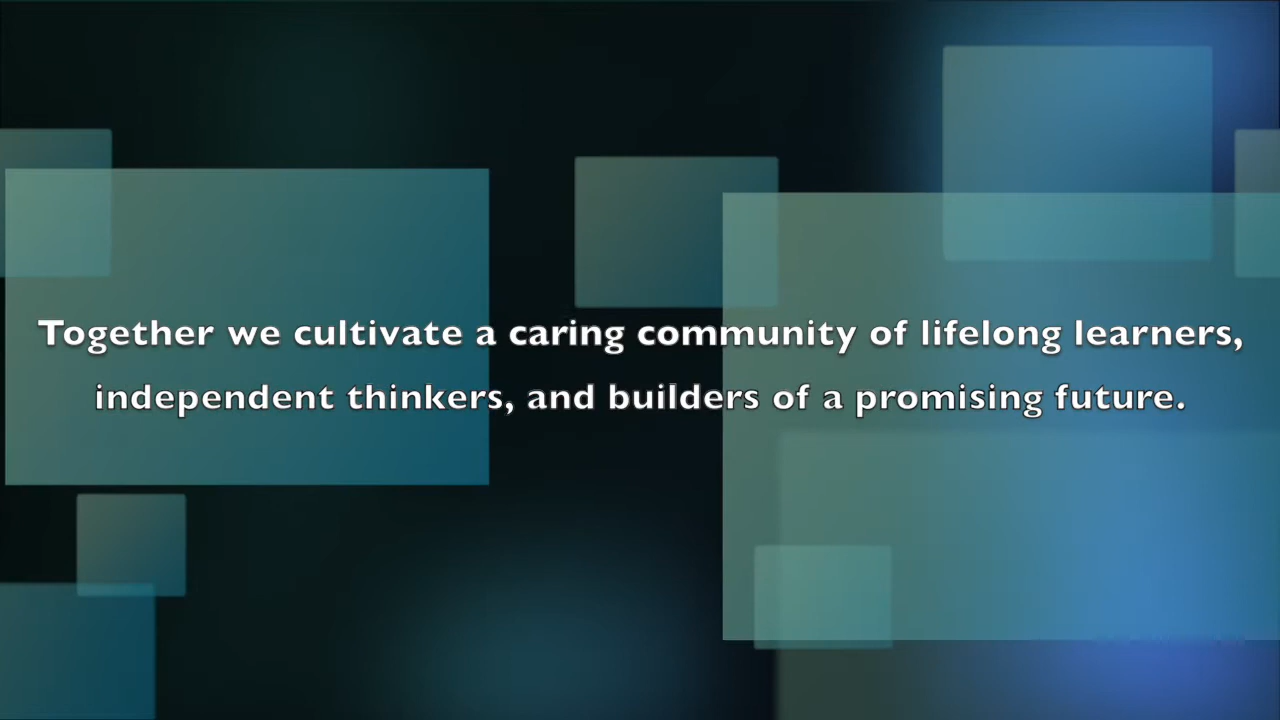 Together we cultivate a caring community of lifelong learners,
independent thinkers, and builders of a promising future.